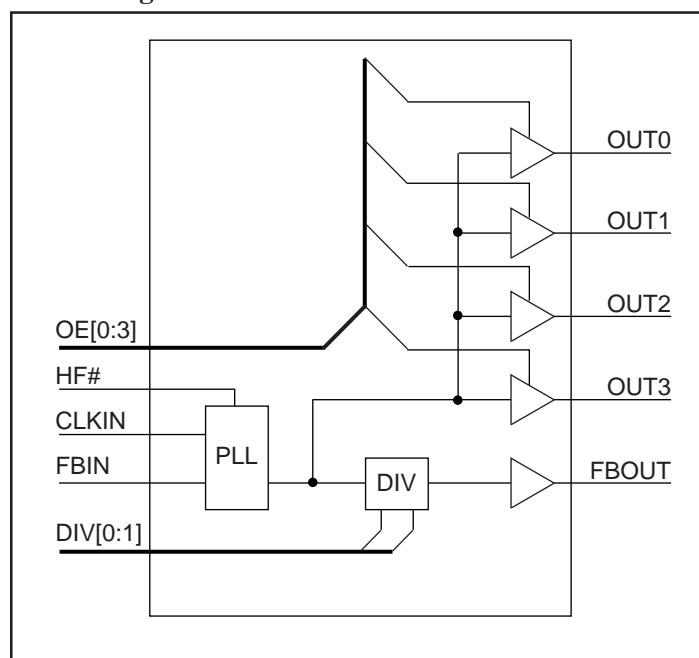 OUT0
OUT1
OUT2
OE[0:3]
HF#
OUT3
CLKIN
PLL
FBIN
DIV
FBOUT
DIV[0:1]